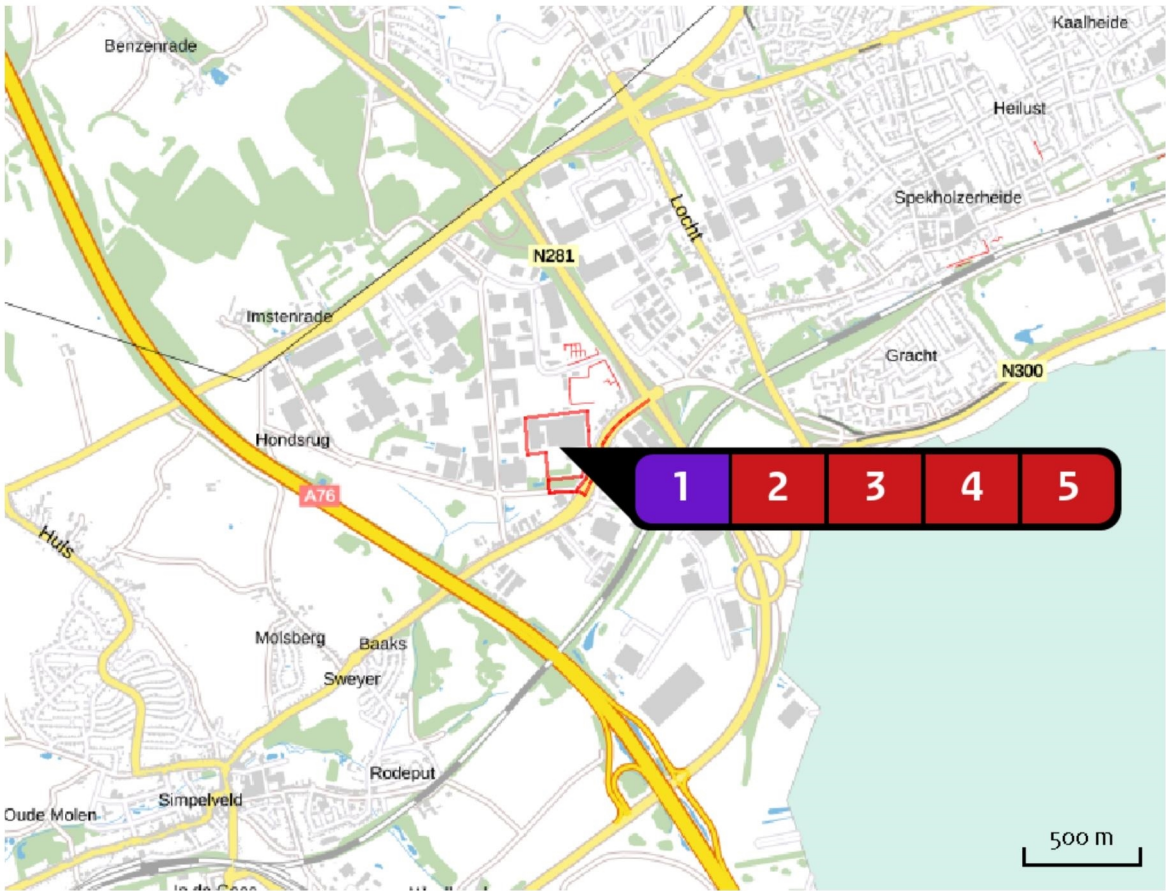 Kaalheide
Benzenrade
Heilust
Spekholzerheide
Locht
N281
Imstenrade
Gracht
N300
Hondsrug
1 2 3 4 5
A76
Huls
Molsberg
Baaks
Sweyer
Rodeput
Simpelveld
Oude Molen
500 m